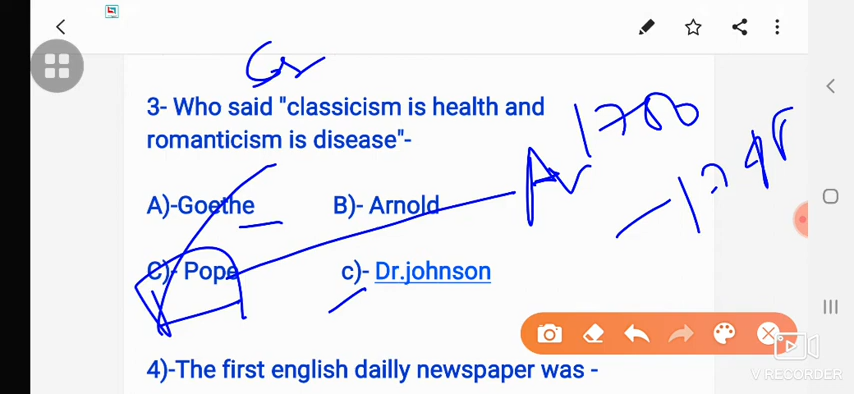 3- Who said "classicism is health and
romanticism is disease"-
A)-Goethe B)- Arnold
C)- Pope c)- Dr.johnson
4)-The first english dailly newspaper was -
V RECORDER